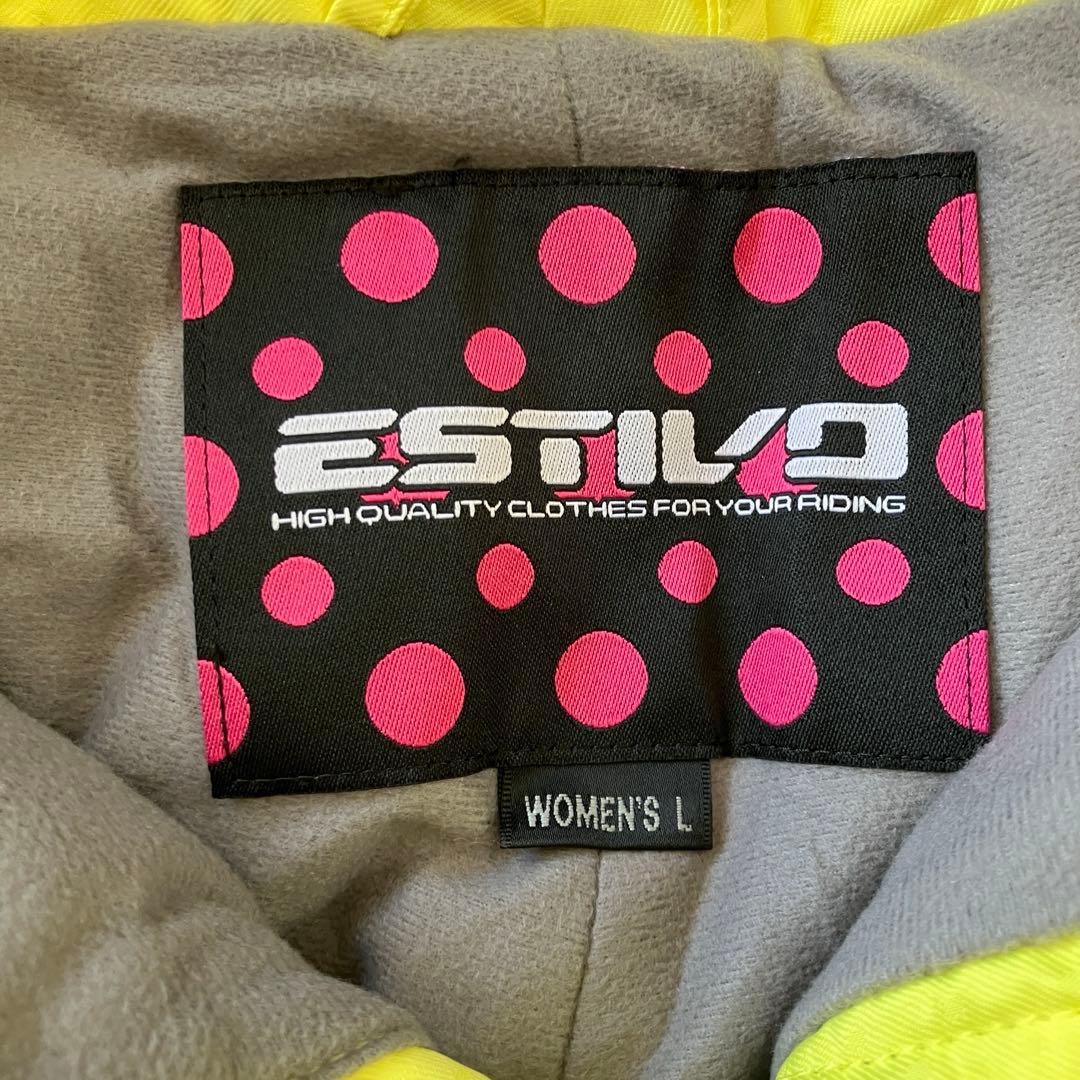 ESTIVO
HIGH QUALITY CLOTHES FOR YOUR RIDING
WOMEN'S L